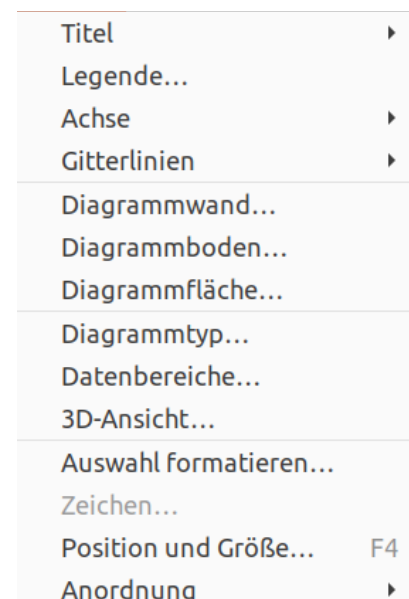 Titel
Legende...
Achse
Gitterlinien
Diagrammwand...
Diagrammboden...
Diagrammfläche...
Diagrammtyp...
Datenbereiche...
3D-Ansicht...
Auswahl formatieren...
Zeichen...
Position und Größe... F4
Anordnung